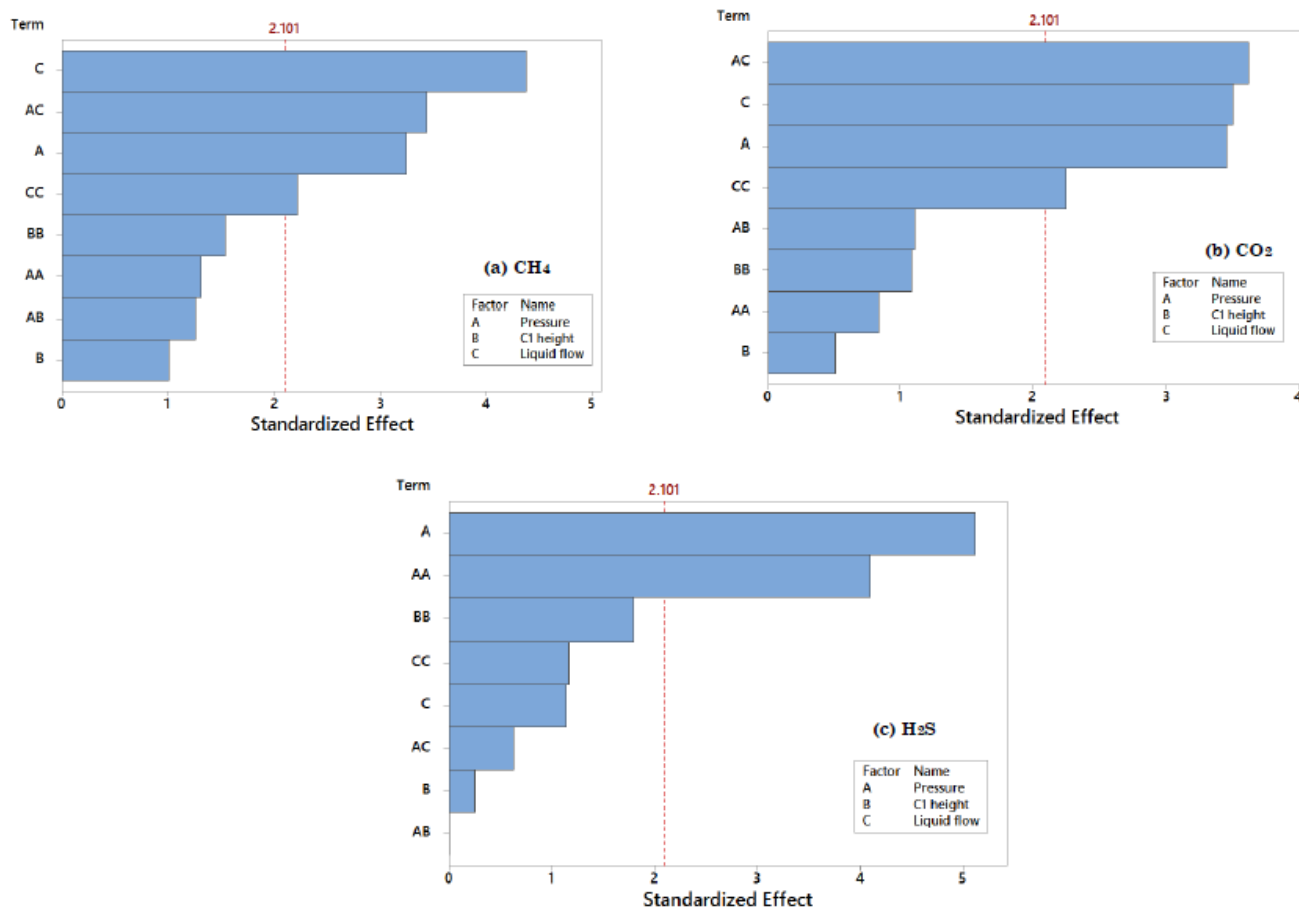 Term
2.101
C
AC
A
CC
BB
AA
AB
B
(a) CH4
Factor Name
A Pressure
B C1 height
C Liquid flow
0 1 2 3 4 5
Standardized Effect
Term
2.101
AC
C
A
CC
AB
BB
AA
B
(b) CO2
Factor Name
A Pressure
B C1 height
C Liquid flow
0 1 2 3 4
Standardized Effect
Term
2.101
A
AA
BB
CC
C
AC
B
AB
(c) H2S
Factor Name
A Pressure
B C1 height
C Liquid flow
0 1 2 3 4 5
Standardized Effect